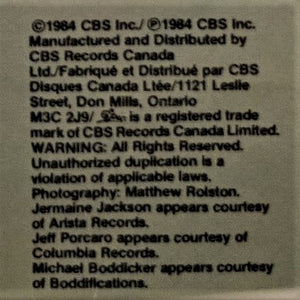 ©1984 CBS Inc./ ℗1984 CBS Inc.
Manufactured and Distributed by
CBS Records Canada
Ltd./Fabriqué et Distribué par CBS
Disques Canada Ltée/1121 Leslie
Street, Don Mills, Ontario
M3C 2J9/ is a registered trade
mark of CBS Records Canada Limited.
WARNING: All Rights Reserved.
Unauthorized duplication is a
violation of applicable laws.
Photography: Matthew Rolston.
Jermaine Jackson appears courtesy
of Arista Records.
Jeff Porcaro appears courtesy of
Columbia Records.
Michael Boddicker appears courtesy
of Boddifications.